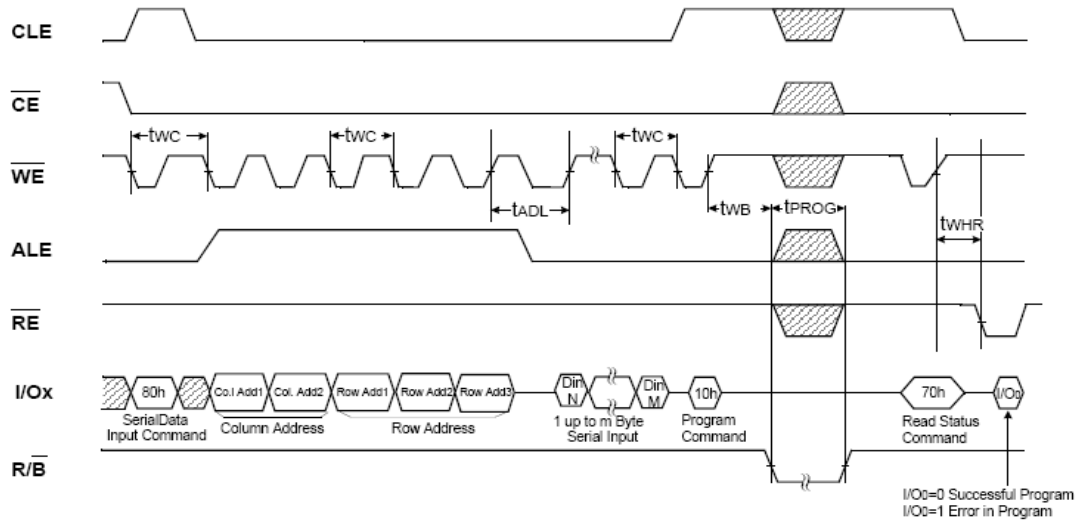 CLE
CE
tWC
tWC
tWC
WE
tADL
tWB
tPROG
tWHR
ALE
RE
I/Ox
80h
Co.l Add1
Col. Add2
Row Add1
Row Add2
Row Add3
Din
N
Din
M
10h
70h
I/O0
SerialData
Input Command
Column Address
Row Address
1 up to m Byte
Serial Input
Program
Command
Read Status
Command
R/B
I/O0=0 Successful Program
I/O0=1 Error in Program